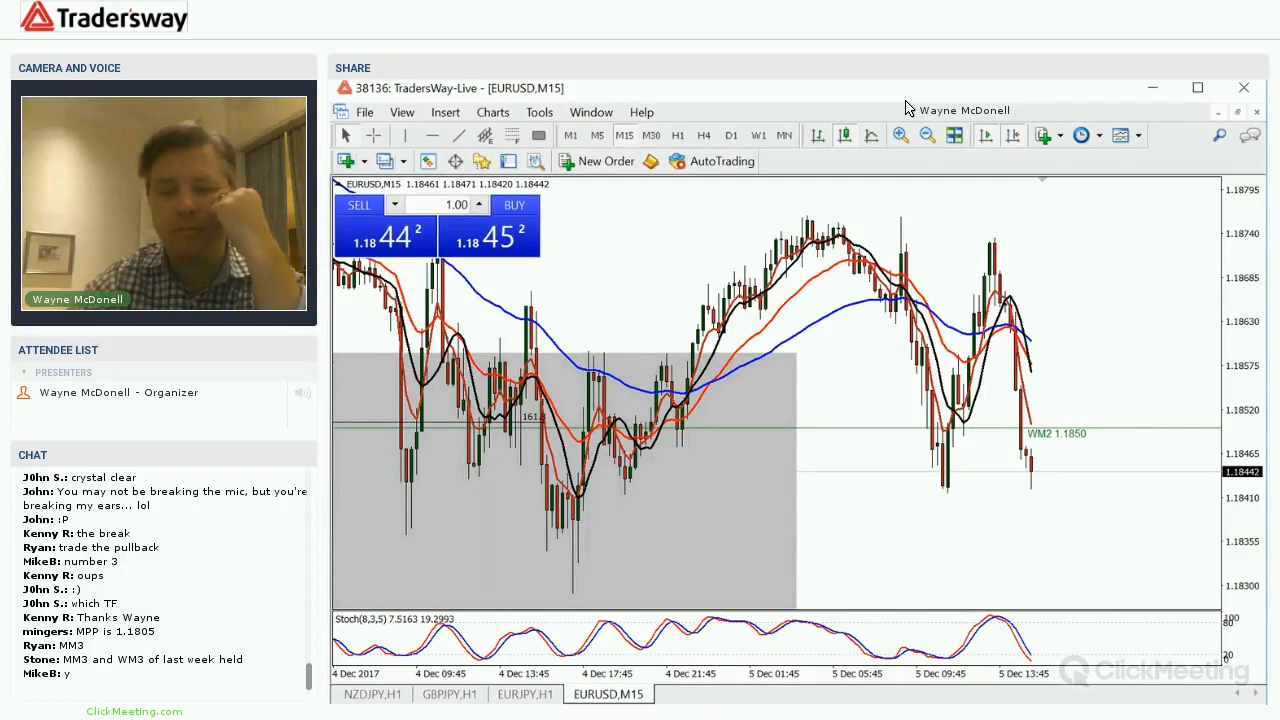 Tradersway
CAMERA AND VOICE
Wayne McDonell
ATTENDEE LIST
PRESENTERS
Wayne McDonell - Organizer
CHAT
J0hn S.: crystal clear
John: You may not be breaking the mic, but you're
breaking my ears... lol
John: :P
Kenny R: the break
Ryan: trade the pullback
MikeB: number 3
Kenny R: oups
J0hn S.: :)
J0hn S.: which TF
Kenny R: Thanks Wayne
mingers: MPP is 1.1805
Ryan: MM3
Stone: MM3 and WM3 of last week held
MikeB: y
ClickMeeting.com
SHARE
38136: TradersWay-Live - [EURUSD,M15]
File View Insert Charts Tools Window Help
Wayne McDonell
M1 M5 M15 M30 H1 H4 D1 W1 MN
New Order AutoTrading
EURUSD,M15 1.18461 1.18471 1.18420 1.18442
SELL 1.00 BUY
1.18 44 2 1.18 45 2
161.
WM2 1.1850
1.18795
1.18740
1.18685
1.18630
1.18575
1.18520
1.18465
1.18442
1.18410
1.18355
1.18300
Stoch(8,3,5) 7.5163 19.2993
100
80
20
0
4 Dec 2017 4 Dec 09:45 4 Dec 13:45 4 Dec 17:45 4 Dec 21:45 5 Dec 01:45 5 Dec 05:45 5 Dec 09:45 5 Dec 13:45
ClickMeeting
NZDJPY,H1 GBPJPY,H1 EURJPY,H1 EURUSD,M15